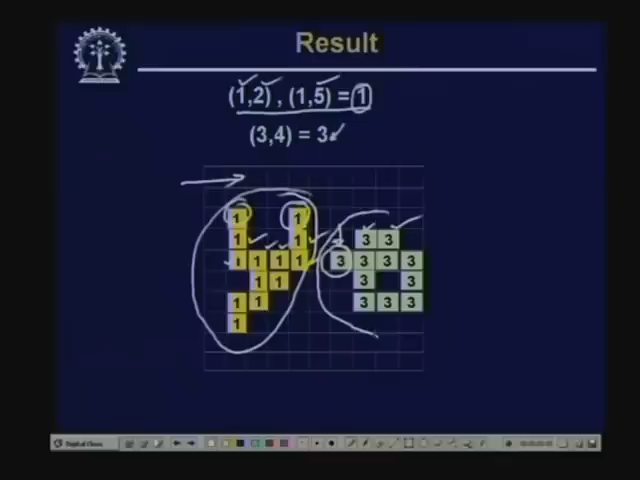 Result
(1,2) , (1,5) = 1
(3,4) = 3
1 1
1 1 3 3
1 1 1 1 3 3 3 3
1 1 3 3
1 1 3 3 3
1